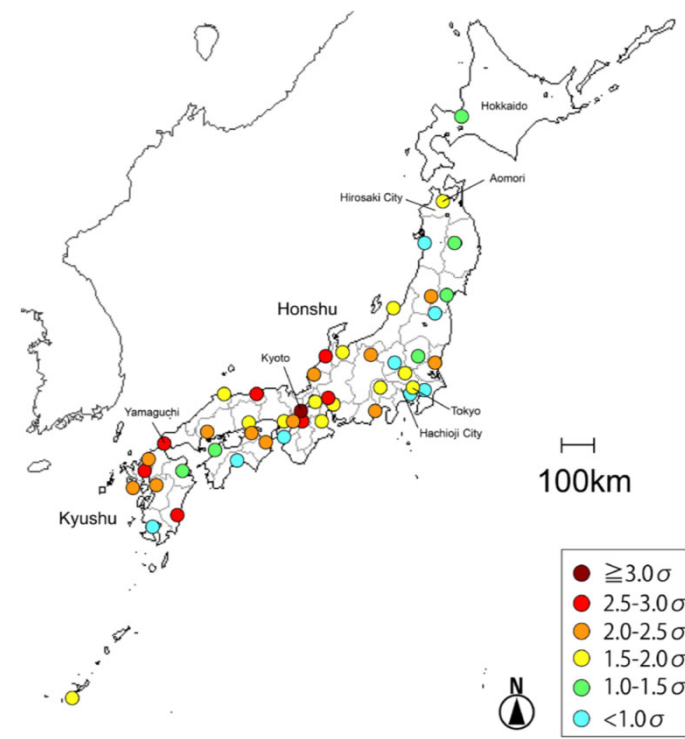 Hokkaido
Aomori
Hirosaki City
Honshu
Kyoto
Yamaguchi
Tokyo
Hachioji City
100km
Kyushu
≧3.0σ
2.5-3.0σ
2.0-2.5σ
1.5-2.0σ
1.0-1.5σ
<1.0σ
N